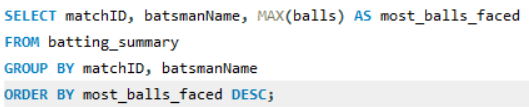 SELECT matchID, batsmanName, MAX(balls) AS most_balls_faced
FROM batting_summary
GROUP BY matchID, batsmanName
ORDER BY most_balls_faced DESC;